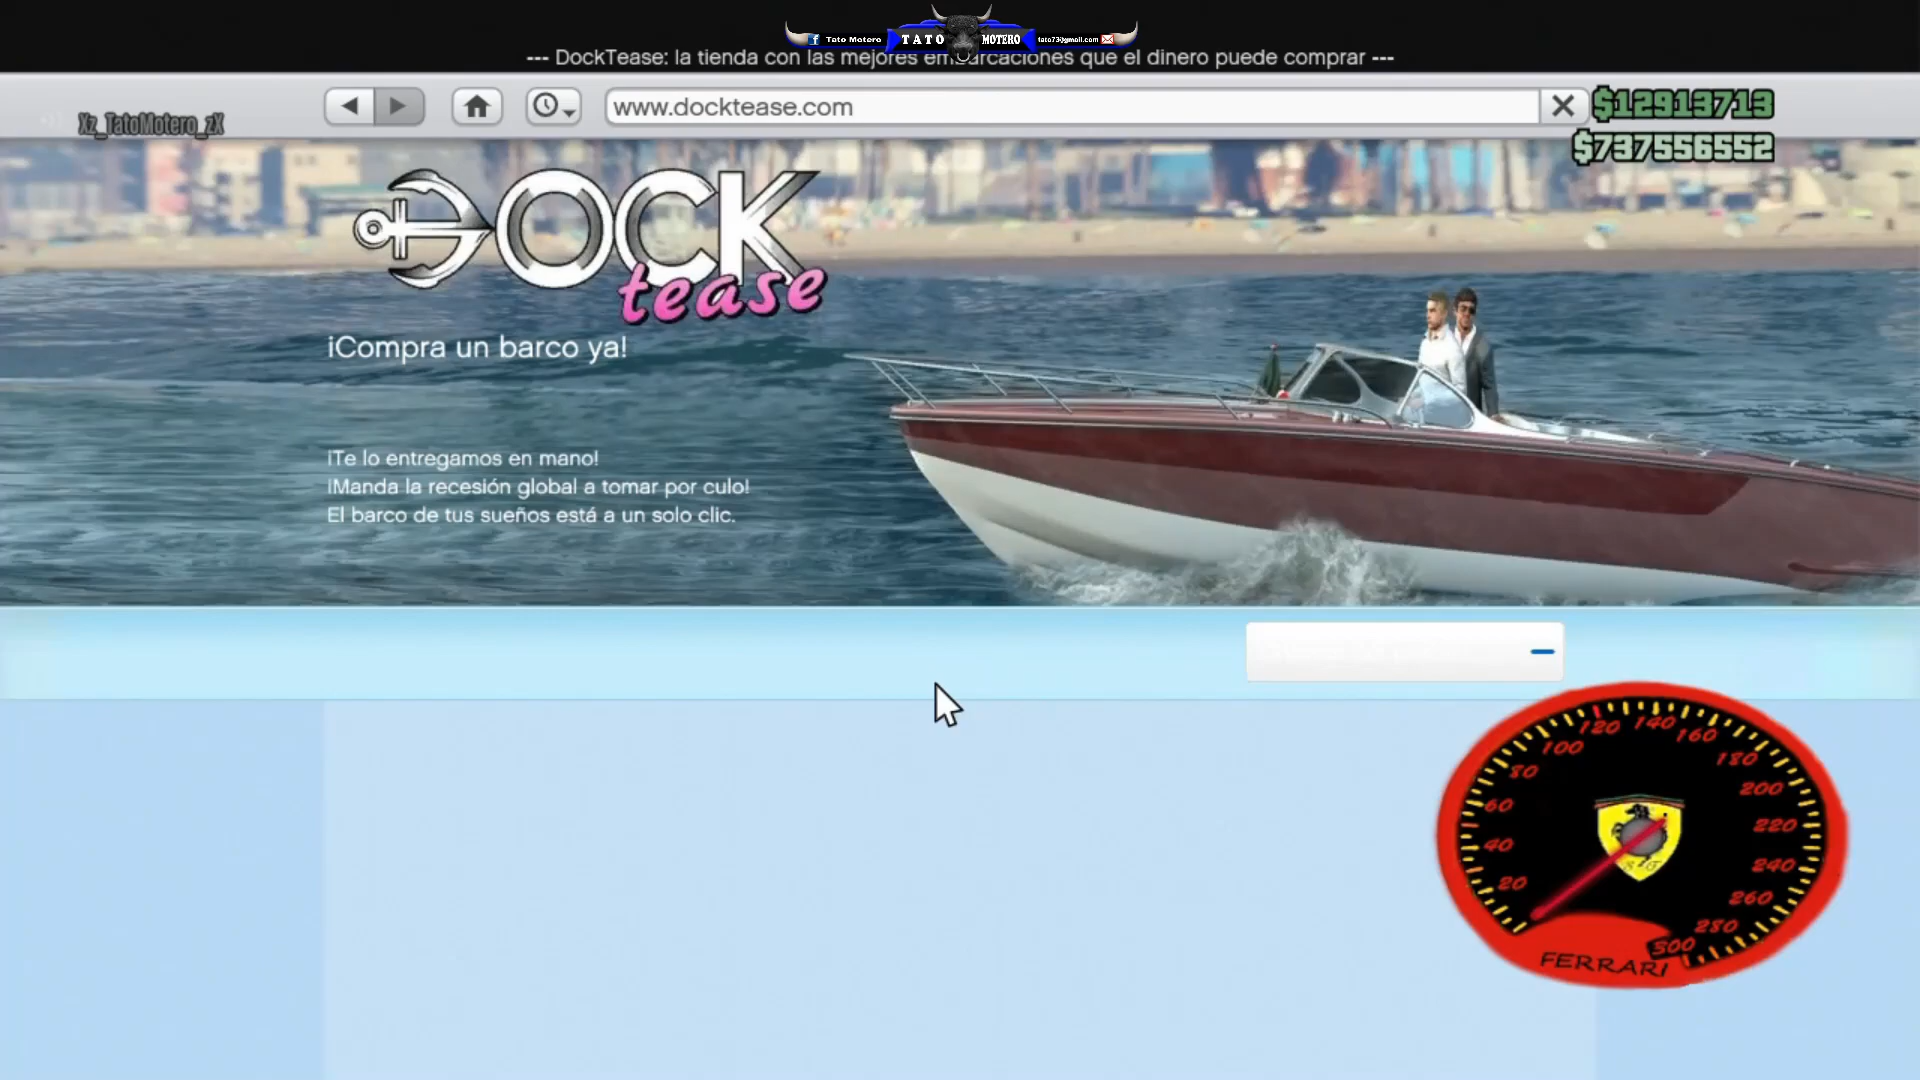 Tato Motero
TATO MOTERO
tato73@gmail.com
--- DockTease: la tienda con las mejores embarcaciones que el dinero puede comprar ---
Xz_TatoMotero_zX
www.docktease.com
$12913713
$737556552
DOCK
tease
¡Compra un barco ya!
¡Te lo entregamos en mano!
¡Manda la recesión global a tomar por culo!
El barco de tus sueños está a un solo clic.
20 40 60 80 100 120 140 160 180 200 220 240 260 280 300
FERRARI